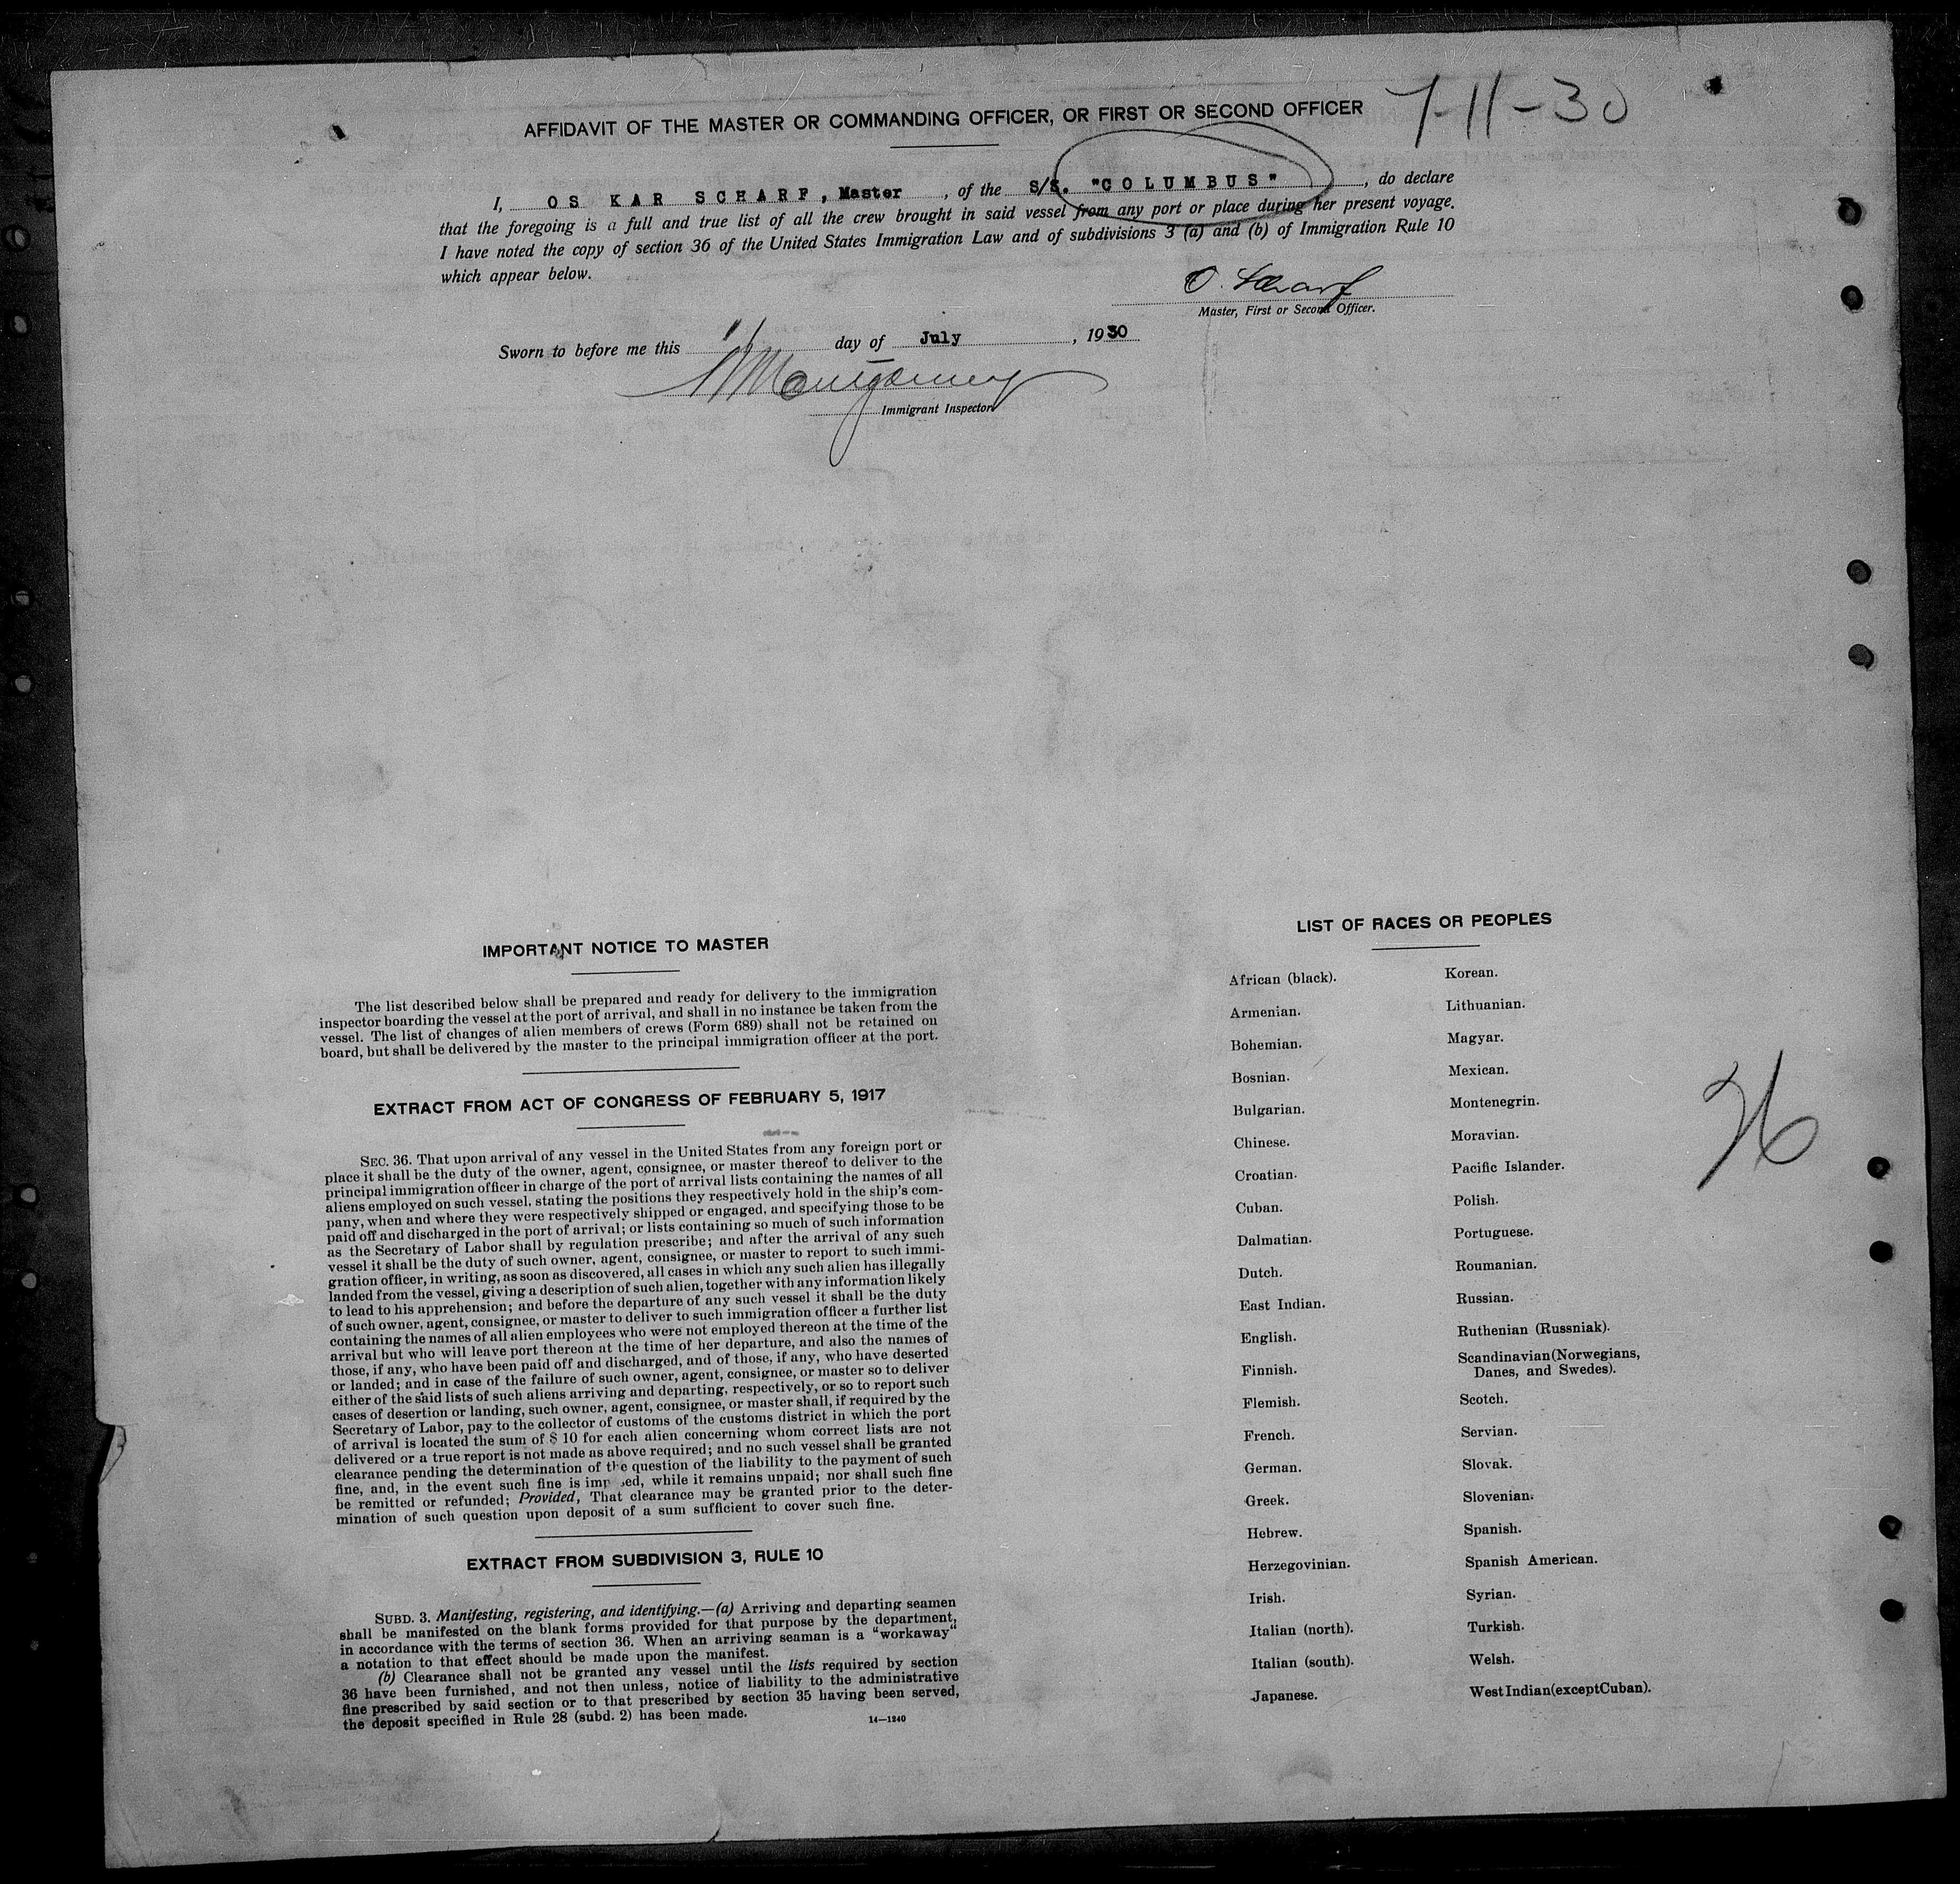 7-11-30
AFFIDAVIT OF THE MASTER OR COMMANDING OFFICER, OR FIRST OR SECOND OFFICER
I, OS KAR SCHARF, Master , of the S/S. "COLUMBUS" , do declare
that the foregoing is a full and true list of all the crew brought in said vessel from any port or place during her present voyage.
I have noted the copy of section 36 of the United States Immigration Law and of subdivisions 3 (a) and (b) of Immigration Rule 10
which appear below.
O. Scharf
Master, First or Second Officer.
Sworn to before me this 11 day of July , 1930
Montgomery
Immigrant Inspector.
IMPORTANT NOTICE TO MASTER
The list described below shall be prepared and ready for delivery to the immigration
inspector boarding the vessel at the port of arrival, and shall in no instance be taken from the
vessel. The list of changes of alien members of crews (Form 689) shall not be retained on
board, but shall be delivered by the master to the principal immigration officer at the port.
EXTRACT FROM ACT OF CONGRESS OF FEBRUARY 5, 1917
SEC. 36. That upon arrival of any vessel in the United States from any foreign port or
place it shall be the duty of the owner, agent, consignee, or master thereof to deliver to the
principal immigration officer in charge of the port of arrival lists containing the names of all
aliens employed on such vessel, stating the positions they respectively hold in the ship's com-
pany, when and where they were respectively shipped or engaged, and specifying those to be
paid off and discharged in the port of arrival; or lists containing so much of such information
as the Secretary of Labor shall by regulation prescribe; and after the arrival of any such
vessel it shall be the duty of such owner, agent, consignee, or master to report to such immi-
gration officer, in writing, as soon as discovered, all cases in which any such alien has illegally
landed from the vessel, giving a description of such alien, together with any information likely
to lead to his apprehension; and before the departure of any such vessel it shall be the duty
of such owner, agent, consignee, or master to deliver to such immigration officer a further list
containing the names of all alien employees who were not employed thereon at the time of the
arrival but who will leave port thereon at the time of her departure, and also the names of
those, if any, who have been paid off and discharged, and of those, if any, who have deserted
or landed; and in case of the failure of such owner, agent, consignee, or master so to deliver
either of the said lists of such aliens arriving and departing, respectively, or so to report such
cases of desertion or landing, such owner, agent, consignee, or master shall, if required by the
Secretary of Labor, pay to the collector of customs of the customs district in which the port
of arrival is located the sum of $ 10 for each alien concerning whom correct lists are not
delivered or a true report is not made as above required; and no such vessel shall be granted
clearance pending the determination of the question of the liability to the payment of such
fine, and, in the event such fine is imposed, while it remains unpaid; nor shall such fine
be remitted or refunded; Provided, That clearance may be granted prior to the deter-
mination of such question upon deposit of a sum sufficient to cover such fine.
EXTRACT FROM SUBDIVISION 3, RULE 10
SUBD. 3. Manifesting, registering, and identifying.—(a) Arriving and departing seamen
shall be manifested on the blank forms provided for that purpose by the department,
in accordance with the terms of section 36. When an arriving seaman is a "workaway"
a notation to that effect should be made upon the manifest.
(b) Clearance shall not be granted any vessel until the lists required by section
36 have been furnished, and not then unless, notice of liability to the administrative
fine prescribed by said section or to that prescribed by section 35 having been served,
the deposit specified in Rule 28 (subd. 2) has been made.
14—1240
LIST OF RACES OR PEOPLES
African (black).
Armenian.
Bohemian.
Bosnian.
Bulgarian.
Chinese.
Croatian.
Cuban.
Dalmatian.
Dutch.
East Indian.
English.
Finnish.
Flemish.
French.
German.
Greek.
Hebrew.
Herzegovinian.
Irish.
Italian (north).
Italian (south).
Japanese.
Korean.
Lithuanian.
Magyar.
Mexican.
Montenegrin.
Moravian.
Pacific Islander.
Polish.
Portuguese.
Roumanian.
Russian.
Ruthenian (Russniak).
Scandinavian (Norwegians,
Danes, and Swedes).
Scotch.
Servian.
Slovak.
Slovenian.
Spanish.
Spanish American.
Syrian.
Turkish.
Welsh.
West Indian (except Cuban).